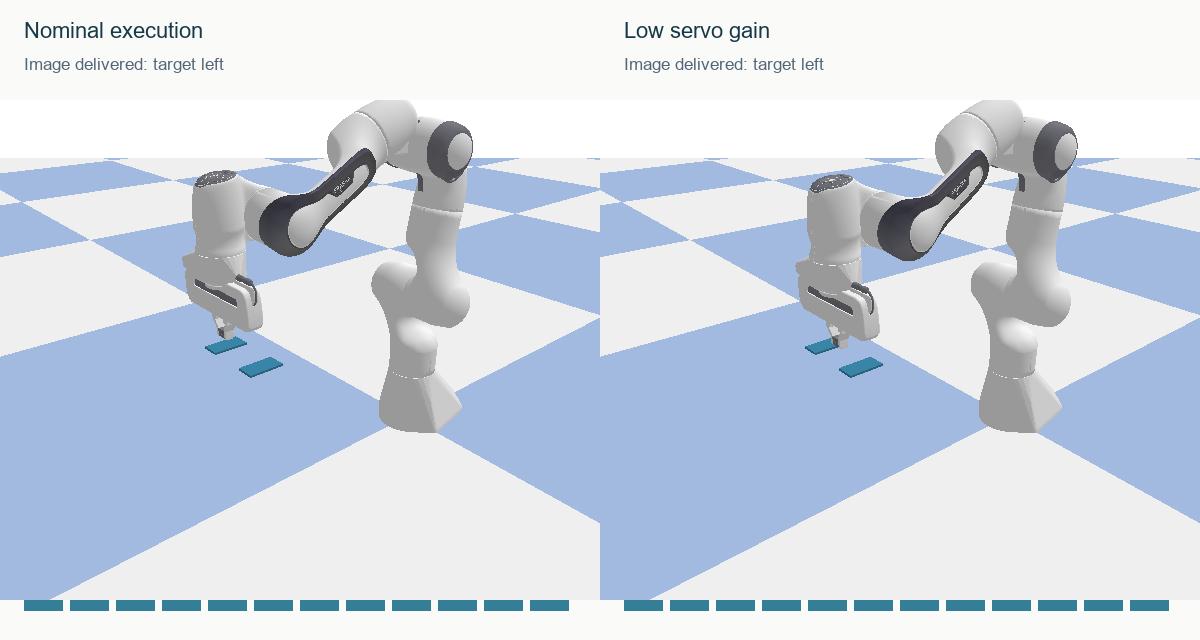 Nominal execution
Image delivered: target left
Low servo gain
Image delivered: target left